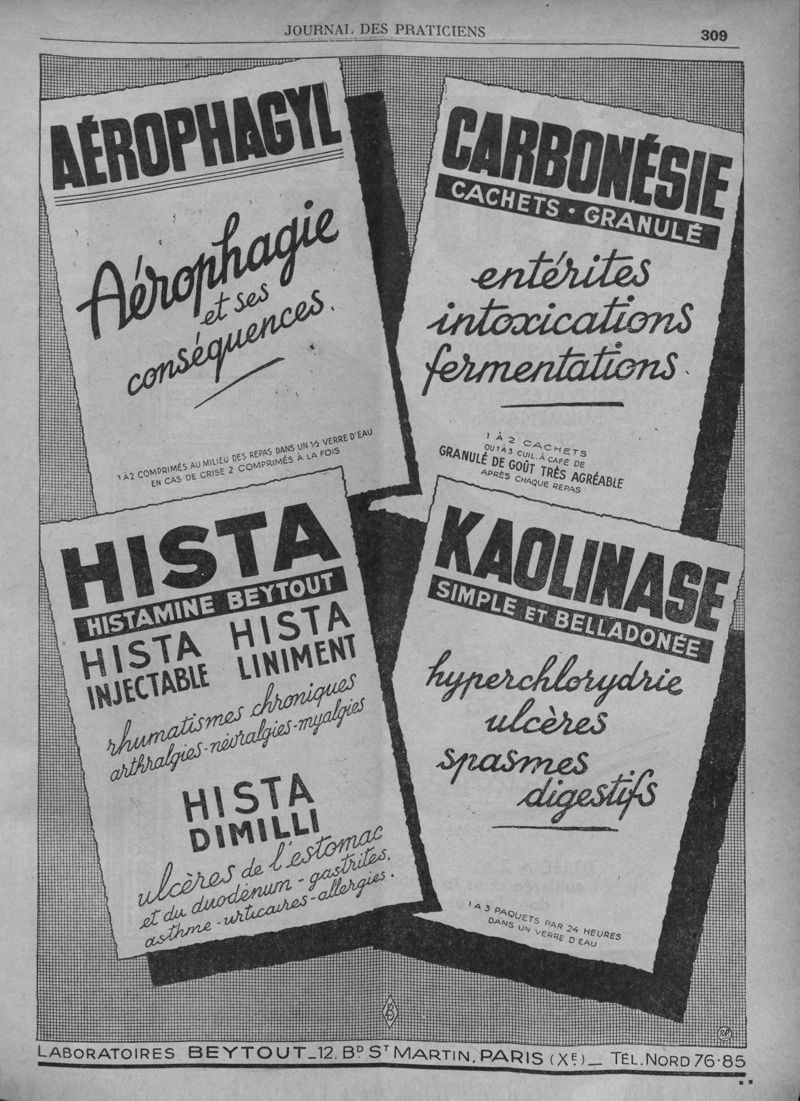 JOURNAL DES PRATICIENS
309
AÉROPHAGYL
Aérophagie
et ses
conséquences.
1 A 2 COMPRIMÉS AU MILIEU DES REPAS DANS UN 1/2 VERRE D'EAU
EN CAS DE CRISE 2 COMPRIMÉS À LA FOIS
CARBONÉSIE
CACHETS · GRANULÉ
entérites
intoxications
fermentations.
1 À 2 CACHETS
OU 1 À 3 CUIL. À CAFÉ DE
GRANULÉ DE GOÛT TRÈS AGRÉABLE
APRÈS CHAQUE REPAS
HISTA
HISTAMINE BEYTOUT
HISTA
INJECTABLE
HISTA
LINIMENT
rhumatismes chroniques
arthralgies-névralgies-myalgies
HISTA
DIMILLI
ulcères de l'estomac
et du duodénum - gastrites.
asthme - urticaires - allergies.
KAOLINASE
SIMPLE ET BELLADONÉE
hyperchlorydrie
ulcères
spasmes
digestifs
1 A 3 PAQUETS PAR 24 HEURES
DANS UN VERRE D'EAU
B
LABORATOIRES BEYTOUT_12, BD ST MARTIN, PARIS (XE)_ TÉL. NORD 76-85